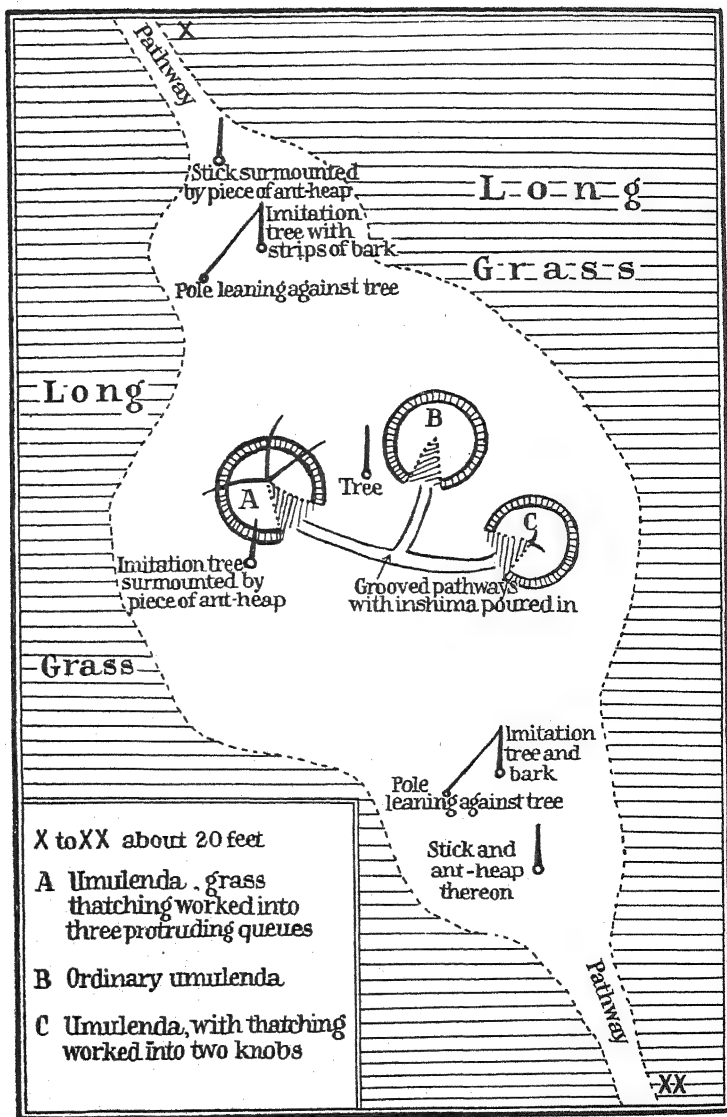 X
Pathway
Stick surmounted
by piece of ant-heap
Long
Grass
Imitation
tree with
strips of bark
Pole leaning against tree
Long
B
Tree
A
C
Imitation tree
surmounted by
piece of ant-heap
Grooved pathways
with inshima poured in
Grass
Imitation
tree and
bark
Pole
leaning against tree
Stick and
ant-heap
thereon
Pathway
XX
X to XX about 20 feet
A Umulenda, grass
thatching worked into
three protruding queues
B Ordinary umulenda
C Umulenda, with thatching
worked into two knobs